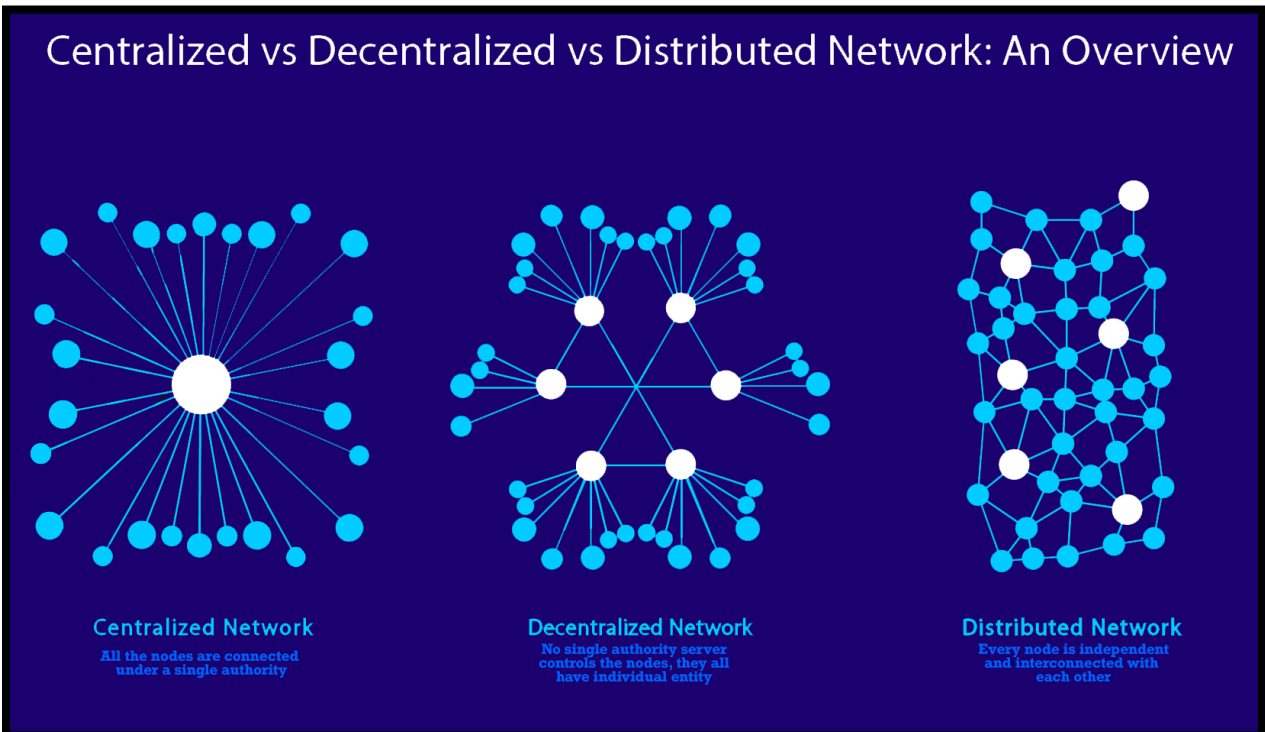 Centralized vs Decentralized vs Distributed Network: An Overview
Centralized Network
All the nodes are connected
under a single authority
Decentralized Network
No single authority server
controls the nodes, they all
have individual entity
Distributed Network
Every node is independent
and interconnected with
each other